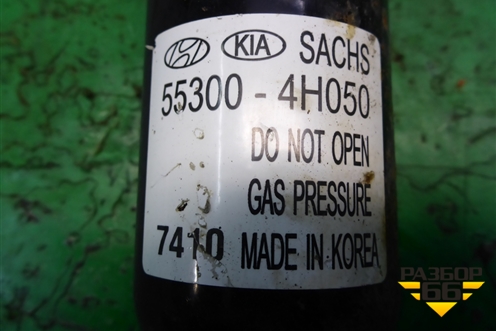 KIA SACHS
55300-4H050
DO NOT OPEN
GAS PRESSURE
7410 MADE IN KOREA
РАЗБОР
66